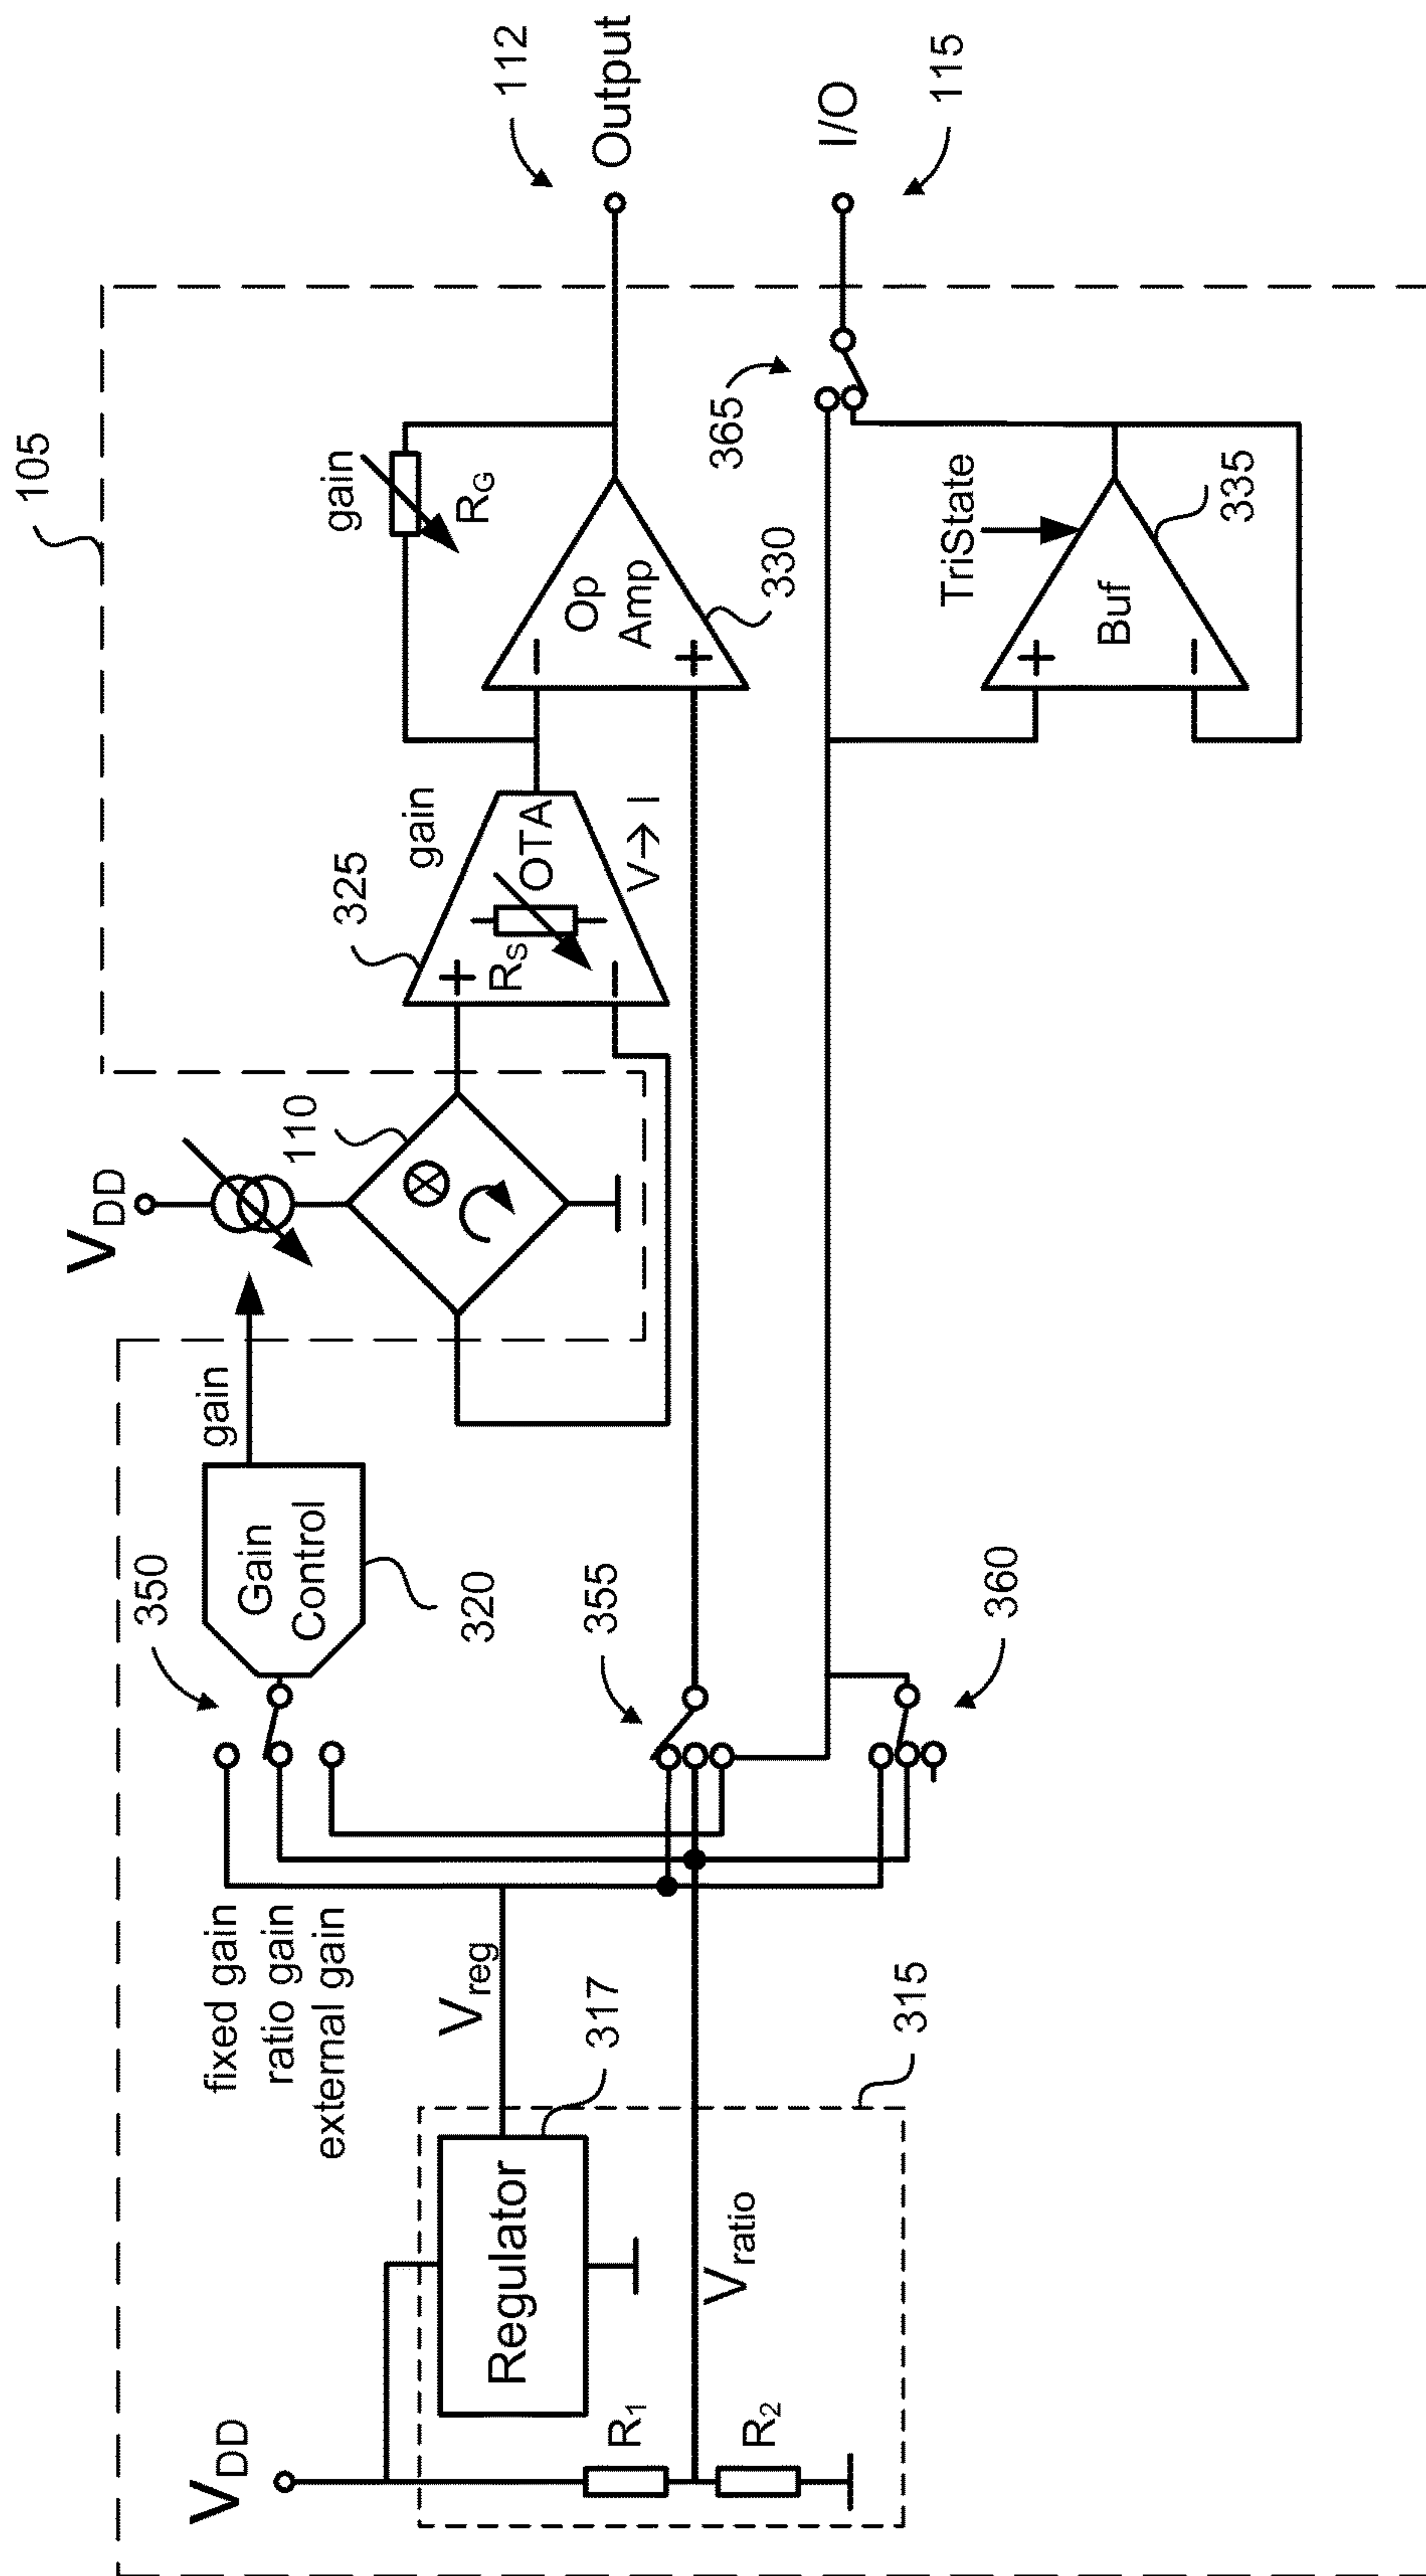 105
112
Output
I/O
115
365
gain
R_G
Op
Amp
−
+
330
TriState
Buf
+
−
335
325
gain
+
−
R_S
OTA
V→ I
V_DD
110
gain
Gain
Control
320
350
355
360
fixed gain
ratio gain
external gain
V_reg
317
315
Regulator
V_ratio
V_DD
R_1
R_2